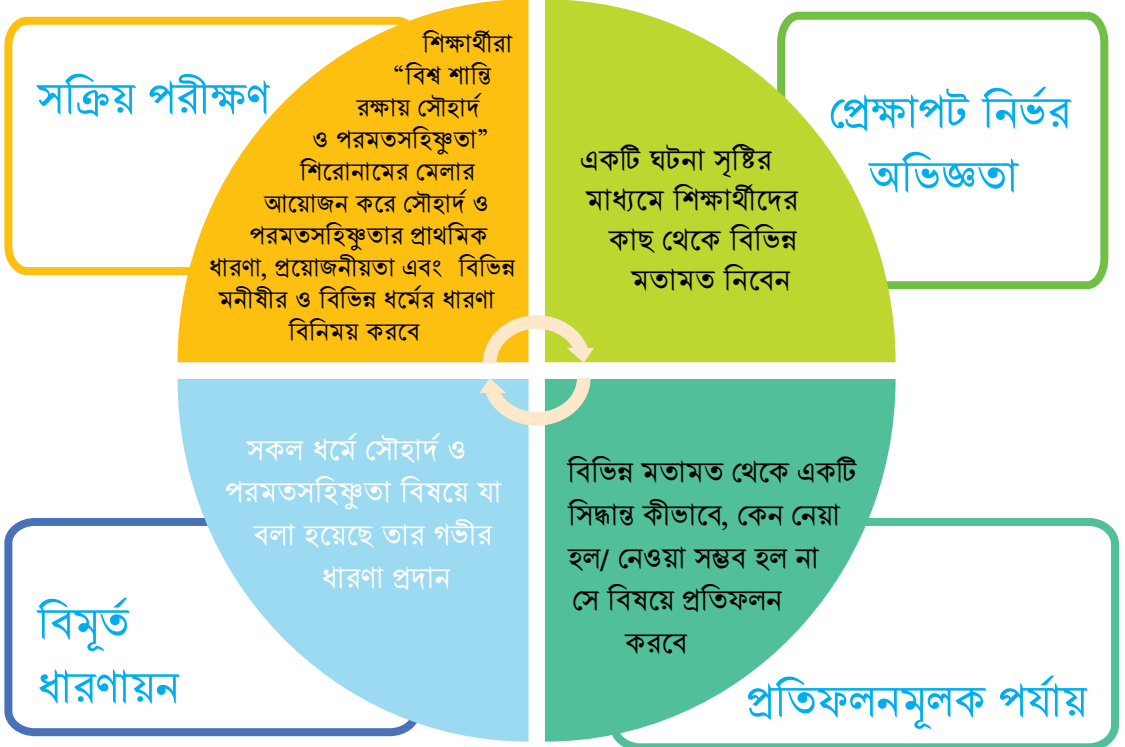 সক্রিয় পরীক্ষণ
শিক্ষার্থীরা
“বিশ্ব শান্তি
রক্ষায় সৌহার্দ
ও পরমতসহিষ্ণুতা”
শিরোনামের মেলার
আয়োজন করে সৌহার্দ ও
পরমতসহিষ্ণুতার প্রাথমিক
ধারণা, প্রয়োজনীয়তা এবং বিভিন্ন
মনীষীর ও বিভিন্ন ধর্মের ধারণা
বিনিময় করবে
একটি ঘটনা সৃষ্টির
মাধ্যমে শিক্ষার্থীদের
কাছ থেকে বিভিন্ন
মতামত নিবেন
প্রেক্ষাপট নির্ভর
অভিজ্ঞতা
সকল ধর্মে সৌহার্দ ও
পরমতসহিষ্ণুতা বিষয়ে যা
বলা হয়েছে তার গভীর
ধারণা প্রদান
বিমূর্ত
ধারণায়ন
বিভিন্ন মতামত থেকে একটি
সিদ্ধান্ত কীভাবে, কেন নেয়া
হল/ নেওয়া সম্ভব হল না
সে বিষয়ে প্রতিফলন
করবে
প্রতিফলনমূলক পর্যায়